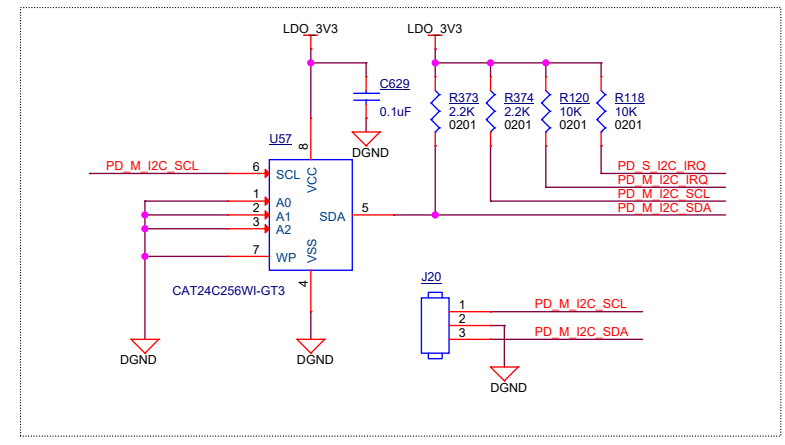 LDO_3V3
LDO_3V3
C629
0.1uF
DGND
R373
2.2K
0201
R374
2.2K
0201
R120
10K
0201
R118
10K
0201
U57
8
PD_M_I2C_SCL
6
SCL
VCC
1
A0
2
A1
3
A2
SDA
5
7
WP
VSS
4
CAT24C256WI-GT3
PD_S_I2C_IRQ
PD_M_I2C_IRQ
PD_M_I2C_SCL
PD_M_I2C_SDA
J20
1
PD_M_I2C_SCL
2
3
PD_M_I2C_SDA
DGND
DGND
DGND